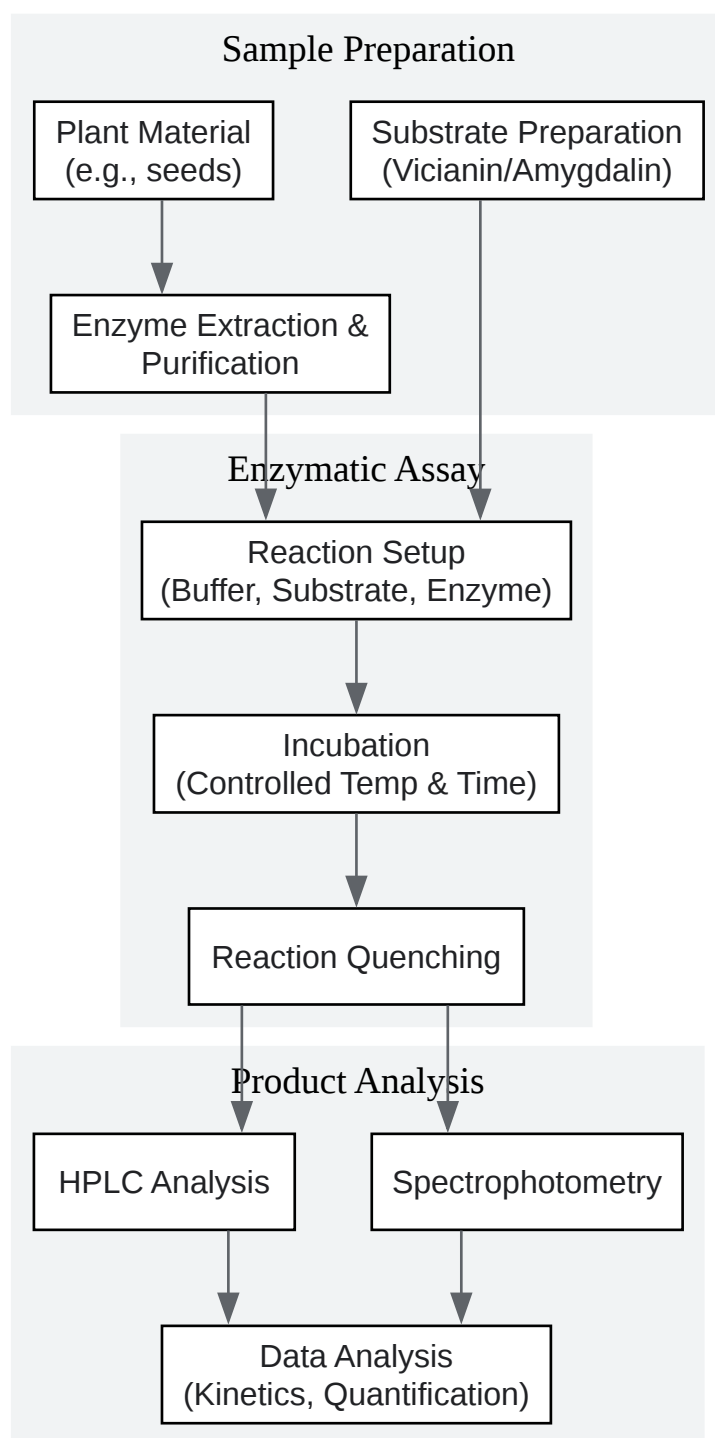 Sample Preparation
Plant Material
(e.g., seeds)
Substrate Preparation
(Vicianin/Amygdalin)
Enzyme Extraction &
Purification
Enzymatic Assay
Reaction Setup
(Buffer, Substrate, Enzyme)
Incubation
(Controlled Temp & Time)
Reaction Quenching
Product Analysis
HPLC Analysis
Spectrophotometry
Data Analysis
(Kinetics, Quantification)